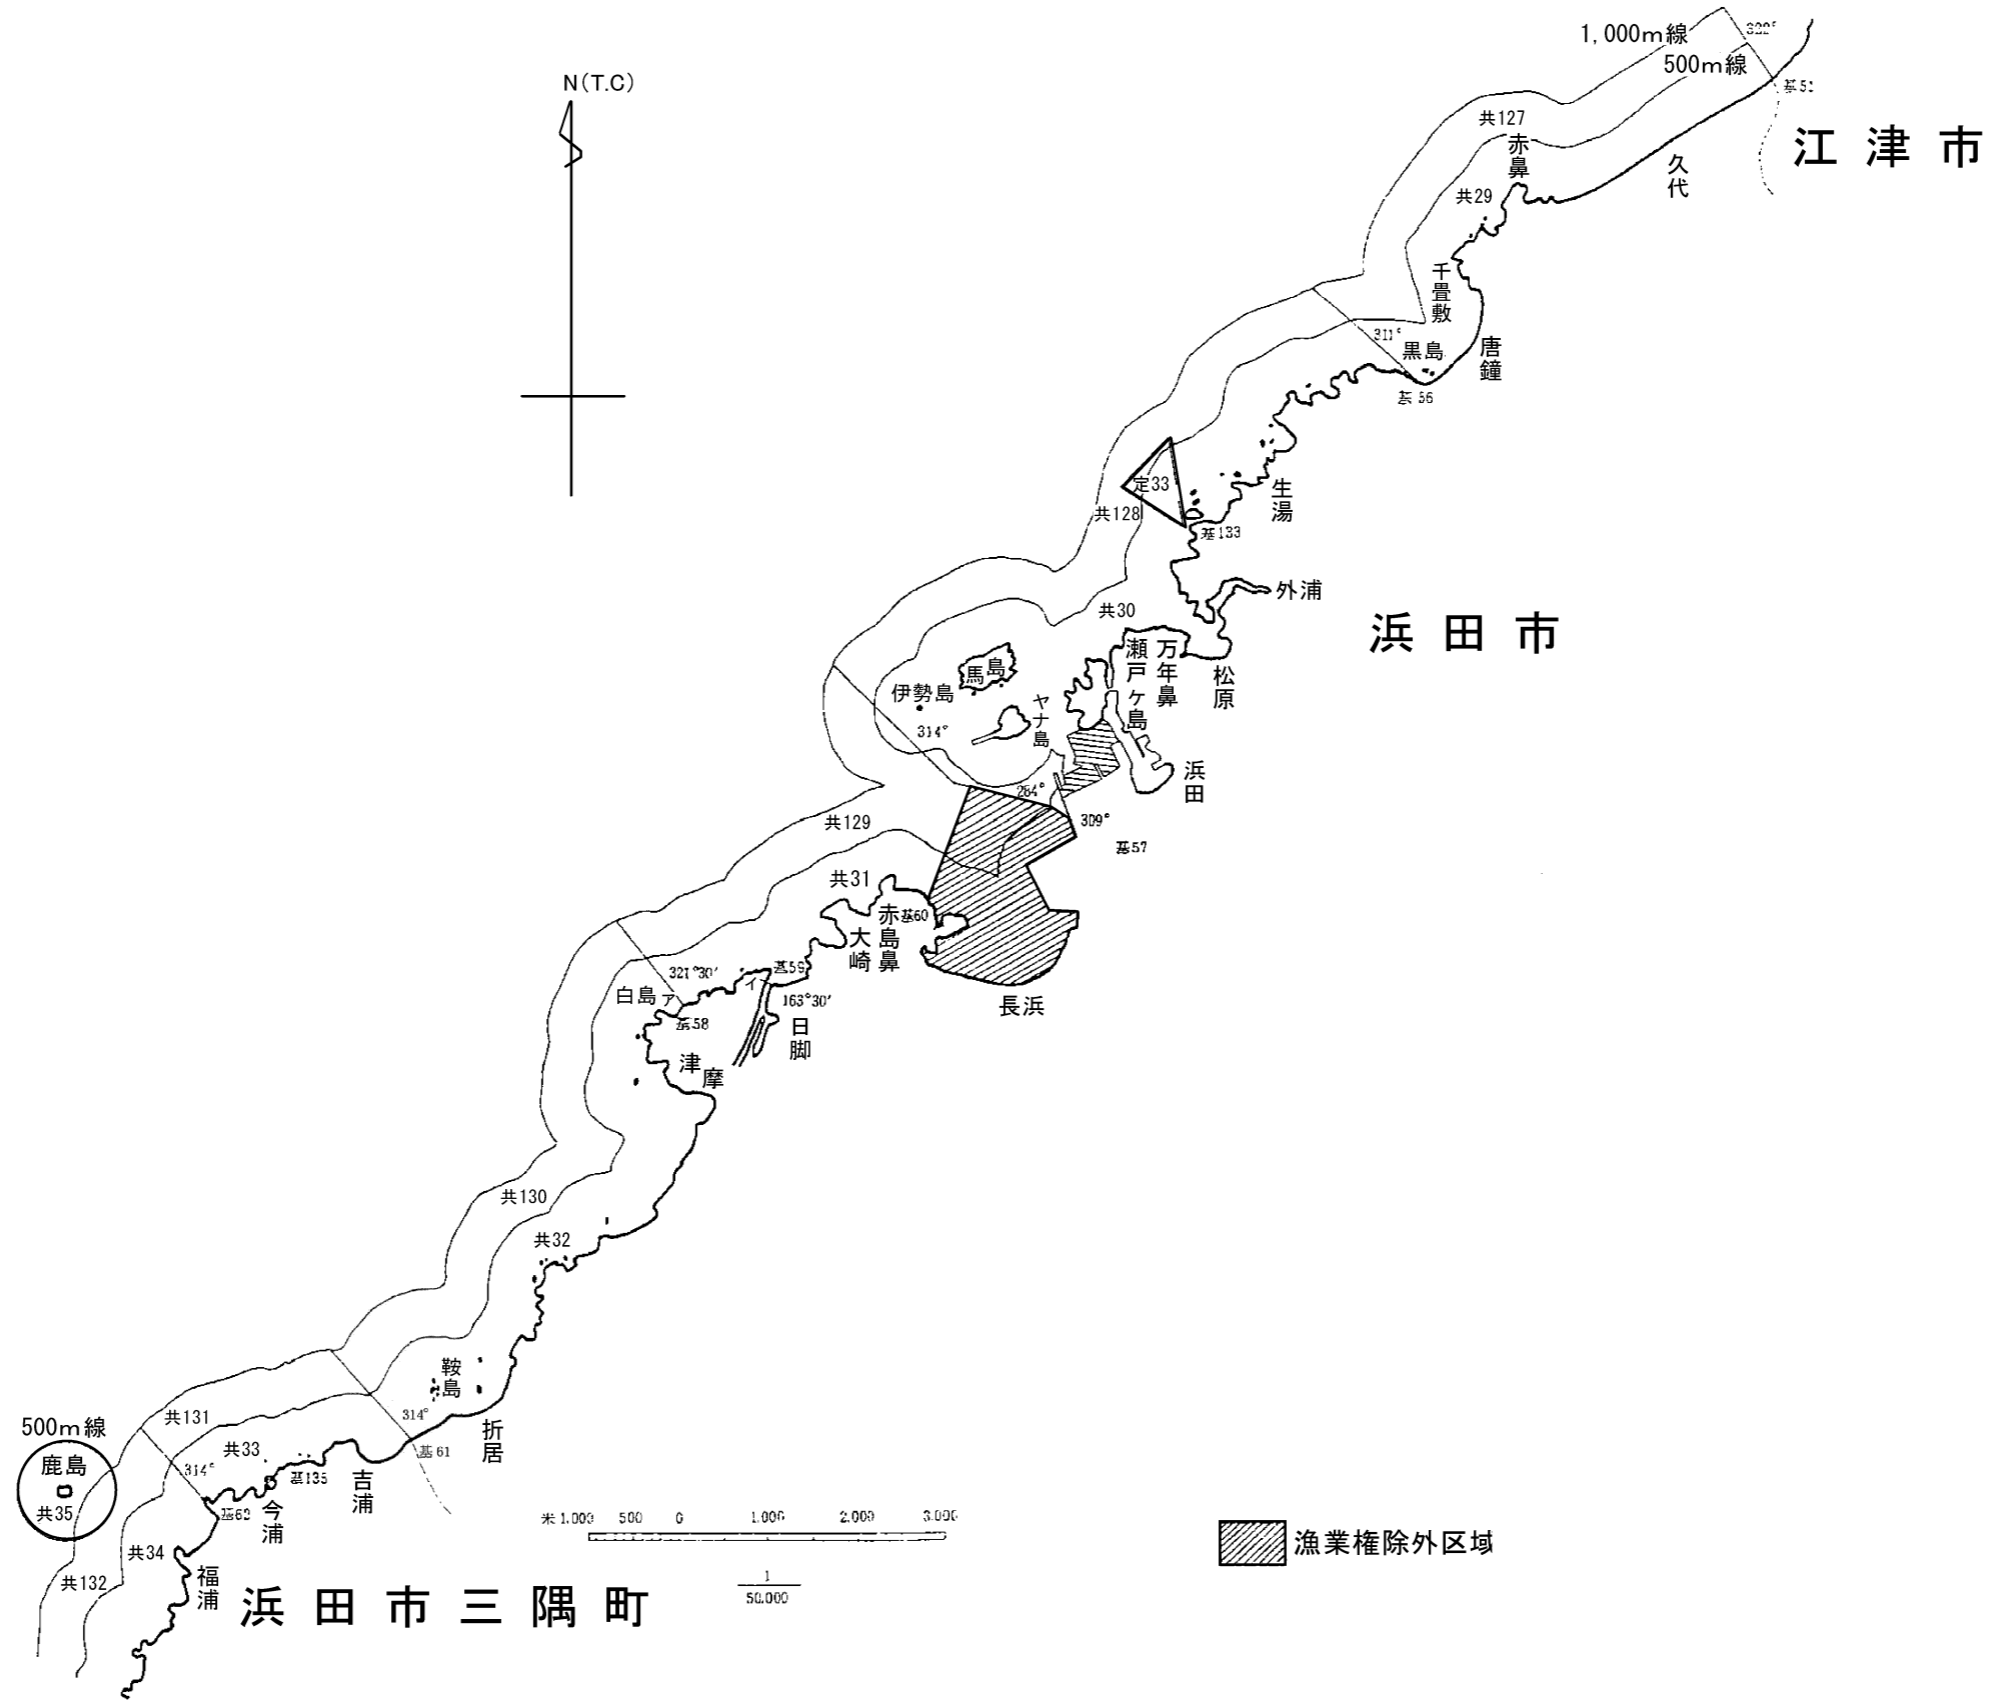 N(T.C)
1,000m線
500m線
322°
基51
江津市
共127
赤鼻
久代
共29
千畳敷
311°
黒島
唐鐘
基56
定33
共128
基133
生湯
外浦
共30
浜田市
馬島
伊勢島
ヤナ島
瀬戸ヶ島
万年鼻
松原
314°
浜田
284°
309°
基57
共129
共31
赤島鼻
基60
大崎
基59
321°30′
イ
白島
ア
163°30′
長浜
基58
日脚
津摩
共130
共32
鞍島
314°
折居
基61
共131
500m線
共33
鹿島
314°
基135
吉浦
共35
基62
今浦
米 1.000 500 0 1.000 2.000 3.000
漁業権除外区域
共34
福浦
共132
浜田市三隅町
1
50.000